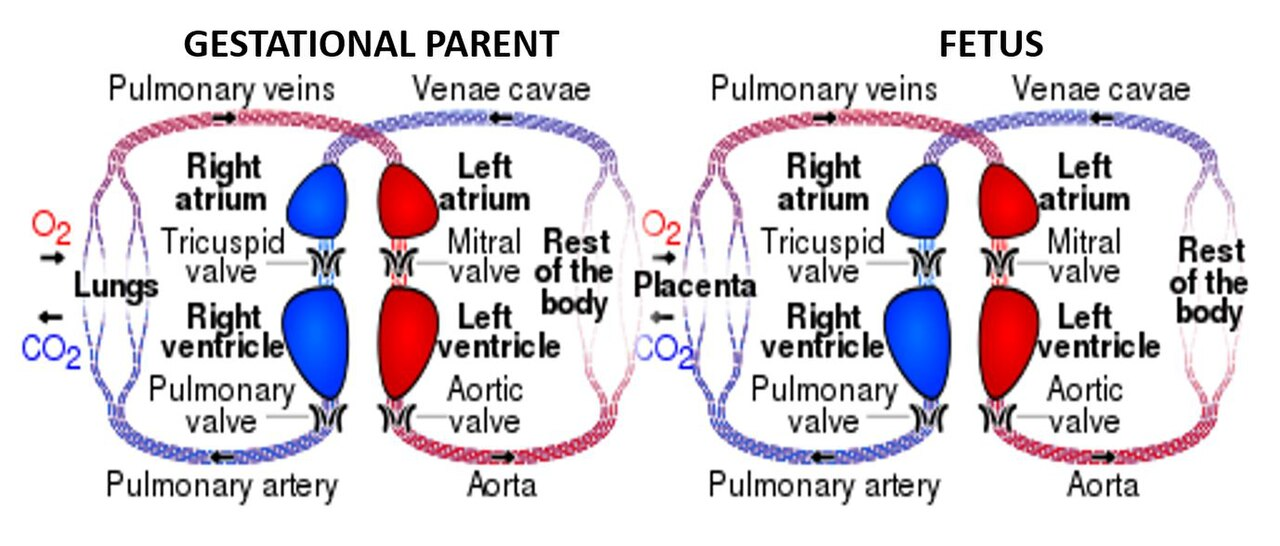 GESTATIONAL PARENT
Pulmonary veins
Venae cavae
Right
atrium
Left
atrium
O2
Tricuspid
valve
Mitral
valve
Rest
of the
body
Lungs
CO2
Right
ventricle
Left
ventricle
Pulmonary
valve
Aortic
valve
Pulmonary artery
Aorta
FETUS
Pulmonary veins
Venae cavae
Right
atrium
Left
atrium
O2
Tricuspid
valve
Mitral
valve
Rest
of the
body
Placenta
CO2
Right
ventricle
Left
ventricle
Pulmonary
valve
Aortic
valve
Pulmonary artery
Aorta